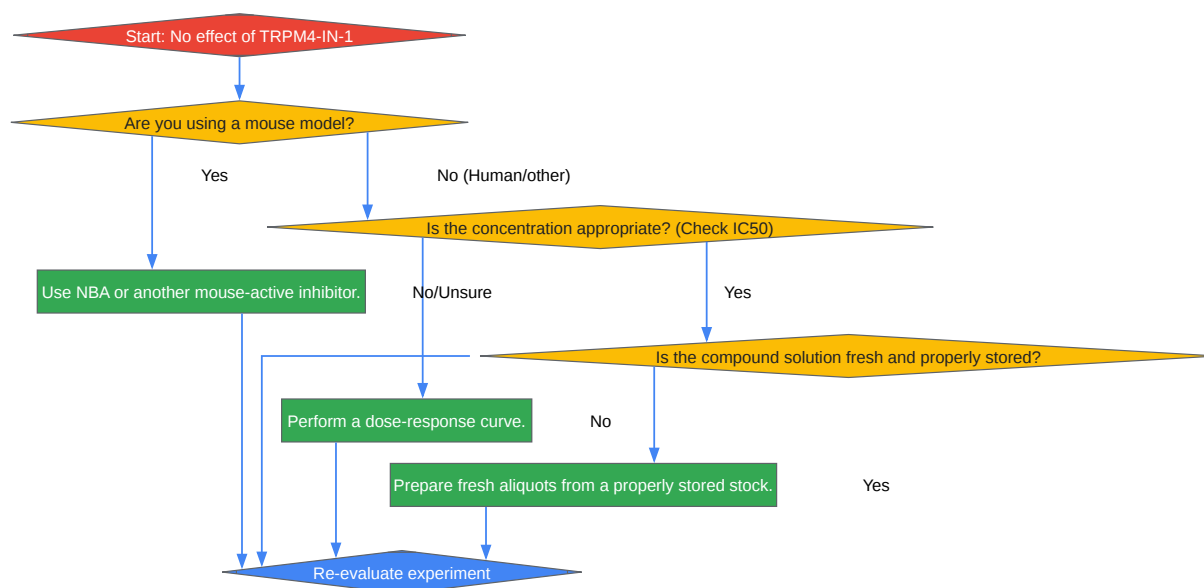 Start: No effect of TRPM4-IN-1
Are you using a mouse model?
Yes
No (Human/other)
Is the concentration appropriate? (Check IC50)
Use NBA or another mouse-active inhibitor.
No/Unsure
Yes
Is the compound solution fresh and properly stored?
Perform a dose-response curve.
No
Prepare fresh aliquots from a properly stored stock.
Yes
Re-evaluate experiment